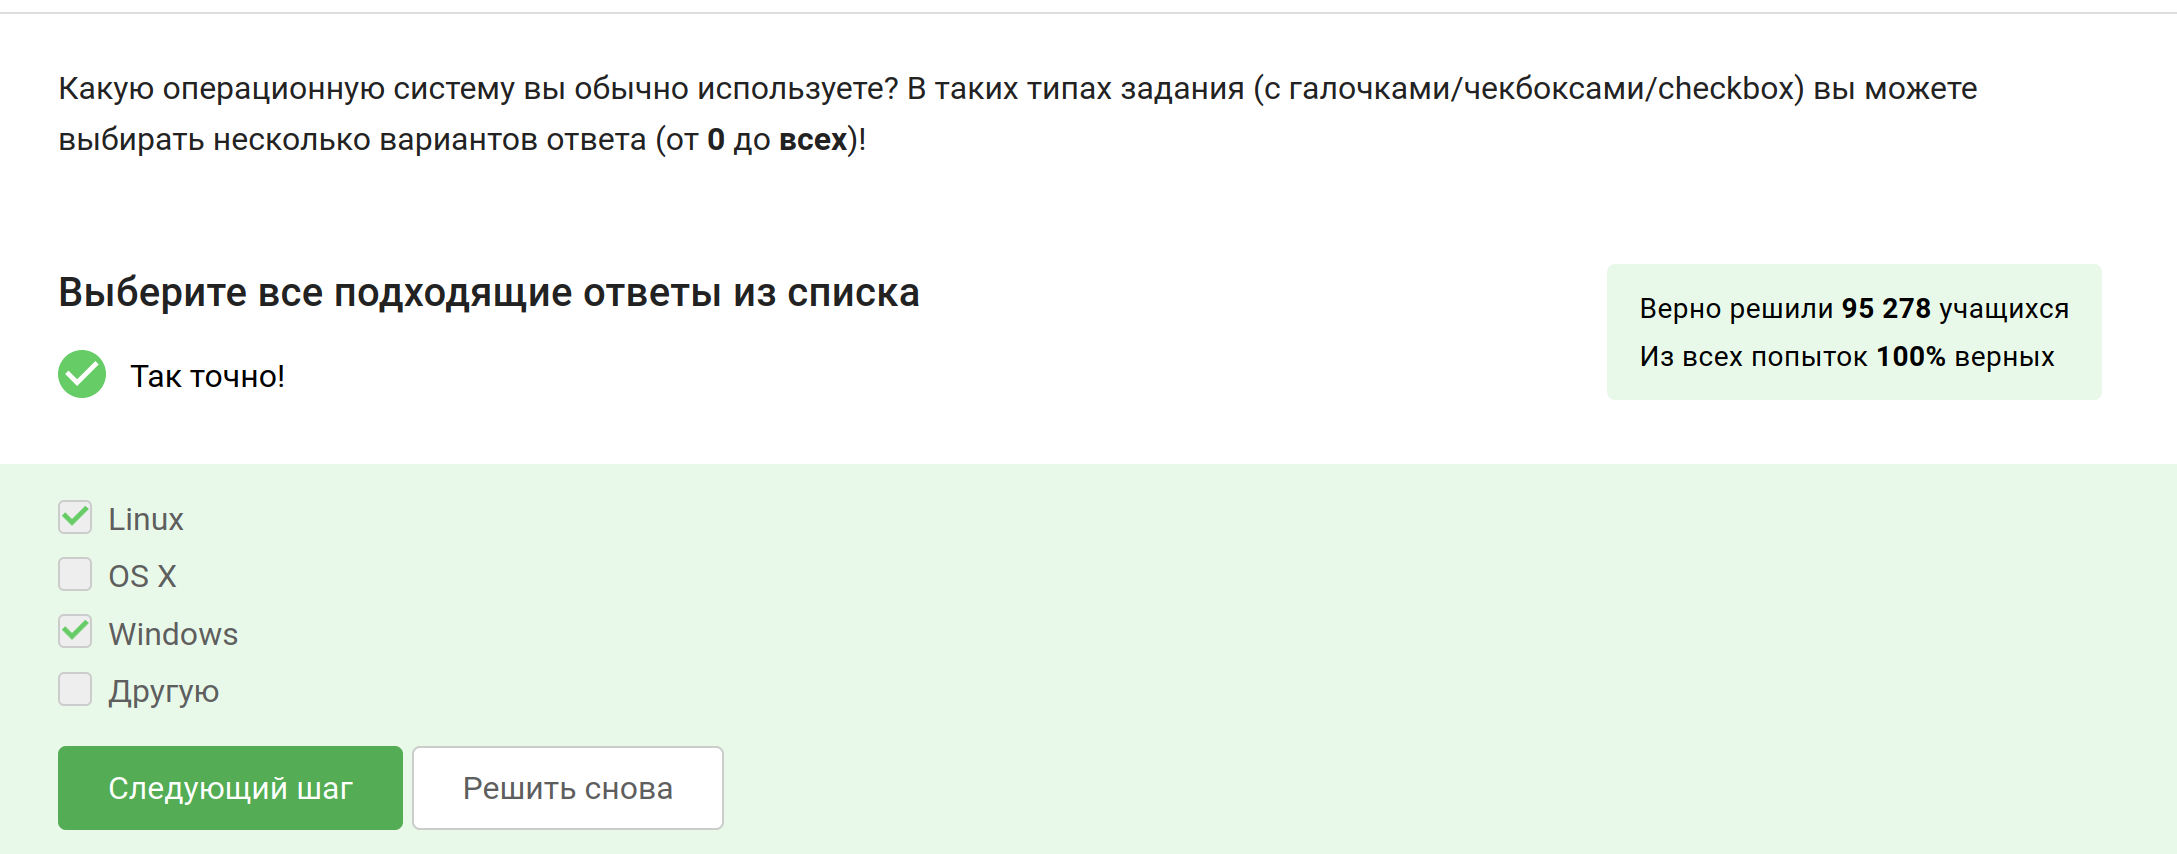 Какую операционную систему вы обычно используете? В таких типах задания (с галочками/чекбоксами/checkbox) вы можете
выбирать несколько вариантов ответа (от 0 до всех)!
Выберите все подходящие ответы из списка
Так точно!
Верно решили 95 278 учащихся
Из всех попыток 100% верных
Linux
OS X
Windows
Другую
Следующий шаг
Решить снова